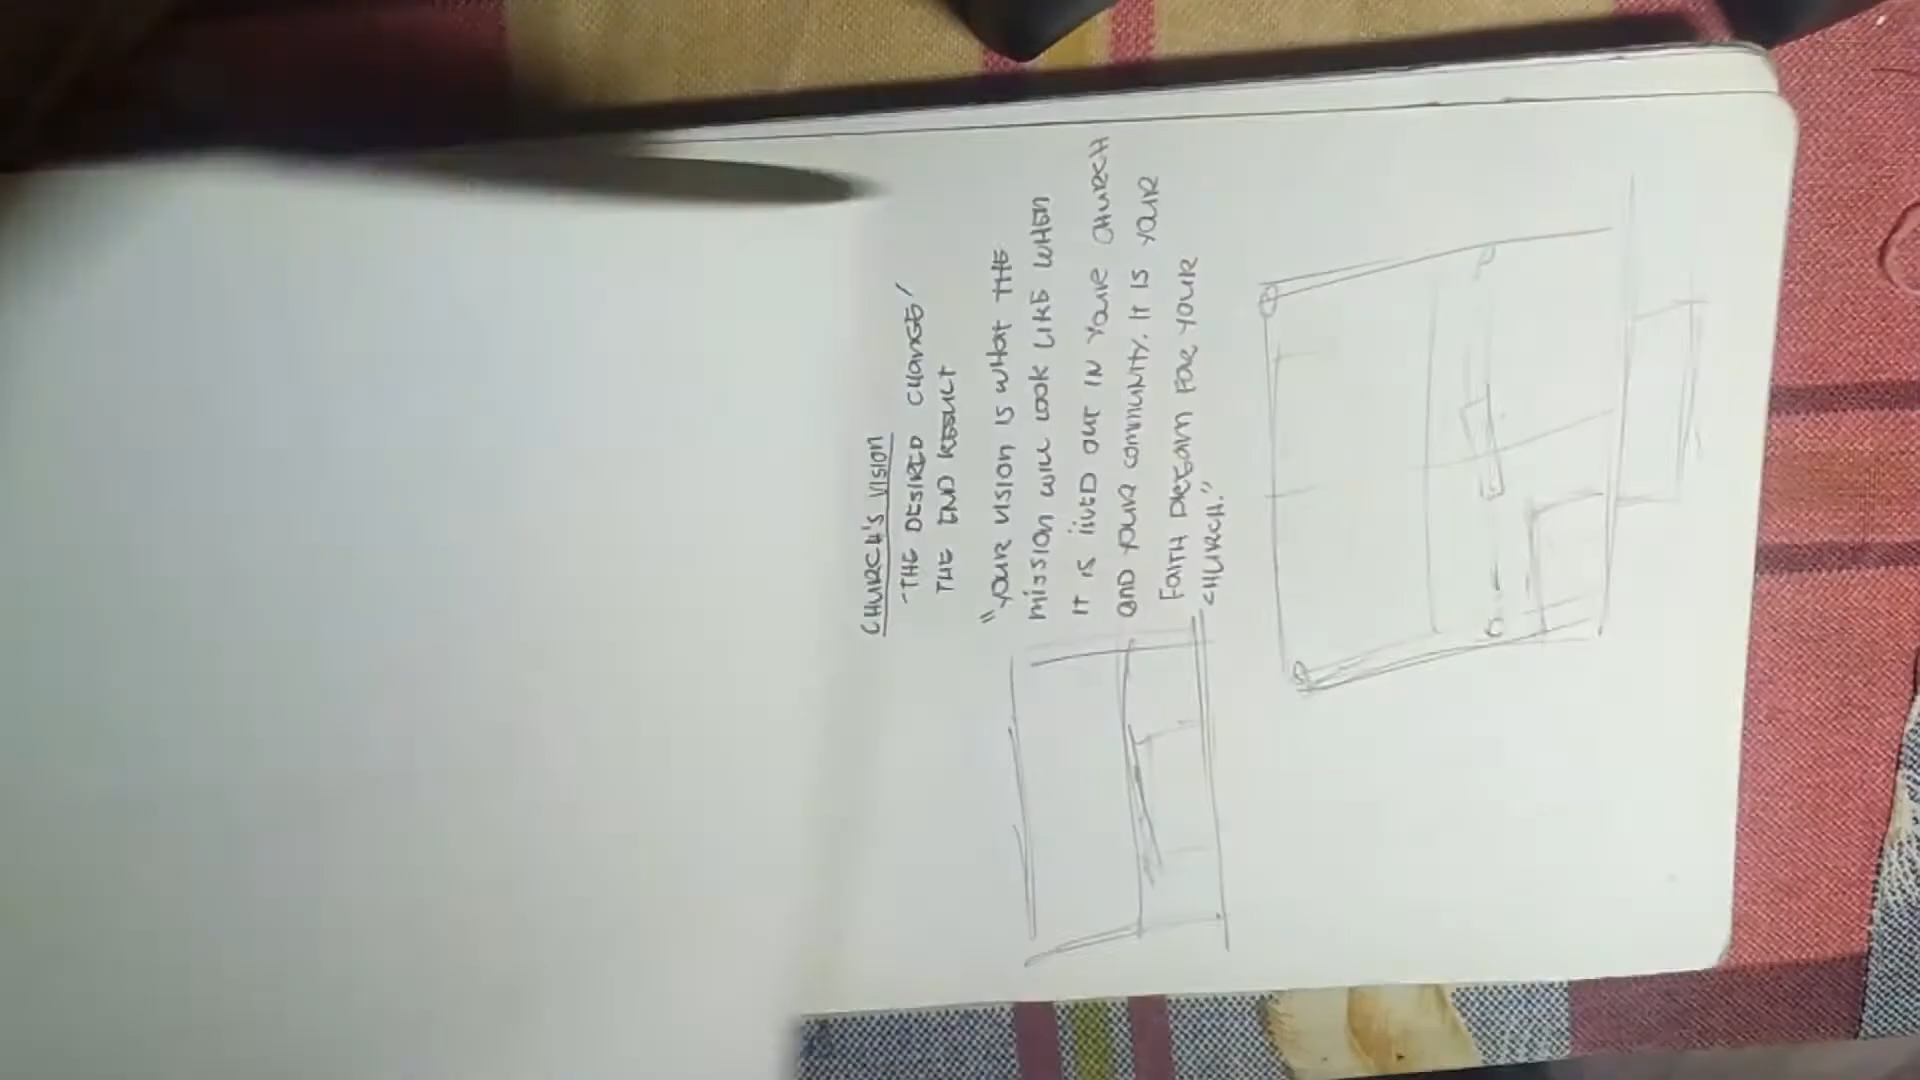 CHURCH'S VISION
- THE DESIRED CHANGE/
THE END RESULT
"YOUR VISION IS WHAT THE
MISSION WILL LOOK LIKE WHEN
IT IS LIVED OUT IN YOUR CHURCH
AND YOUR COMMUNITY. IT IS YOUR
FAITH DREAM FOR YOUR
CHURCH."